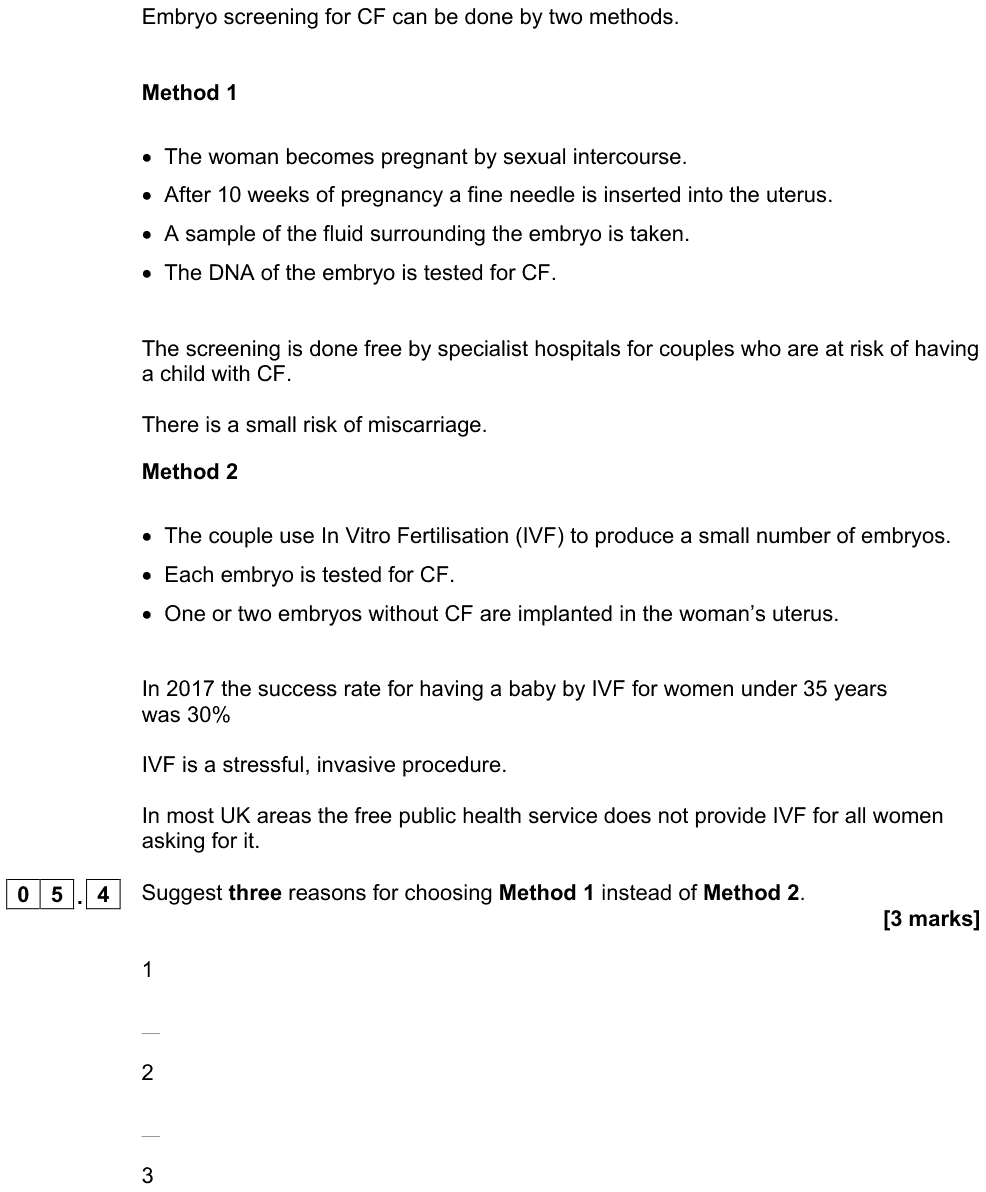 Embryo screening for CF can be done by two methods.
Method 1
• The woman becomes pregnant by sexual intercourse.
• After 10 weeks of pregnancy a fine needle is inserted into the uterus.
• A sample of the fluid surrounding the embryo is taken.
• The DNA of the embryo is tested for CF.
The screening is done free by specialist hospitals for couples who are at risk of having
a child with CF.
There is a small risk of miscarriage.
Method 2
• The couple use In Vitro Fertilisation (IVF) to produce a small number of embryos.
• Each embryo is tested for CF.
• One or two embryos without CF are implanted in the woman’s uterus.
In 2017 the success rate for having a baby by IVF for women under 35 years
was 30%
IVF is a stressful, invasive procedure.
In most UK areas the free public health service does not provide IVF for all women
asking for it.
0 5 . 4 Suggest three reasons for choosing Method 1 instead of Method 2.
[3 marks]
1
2
3